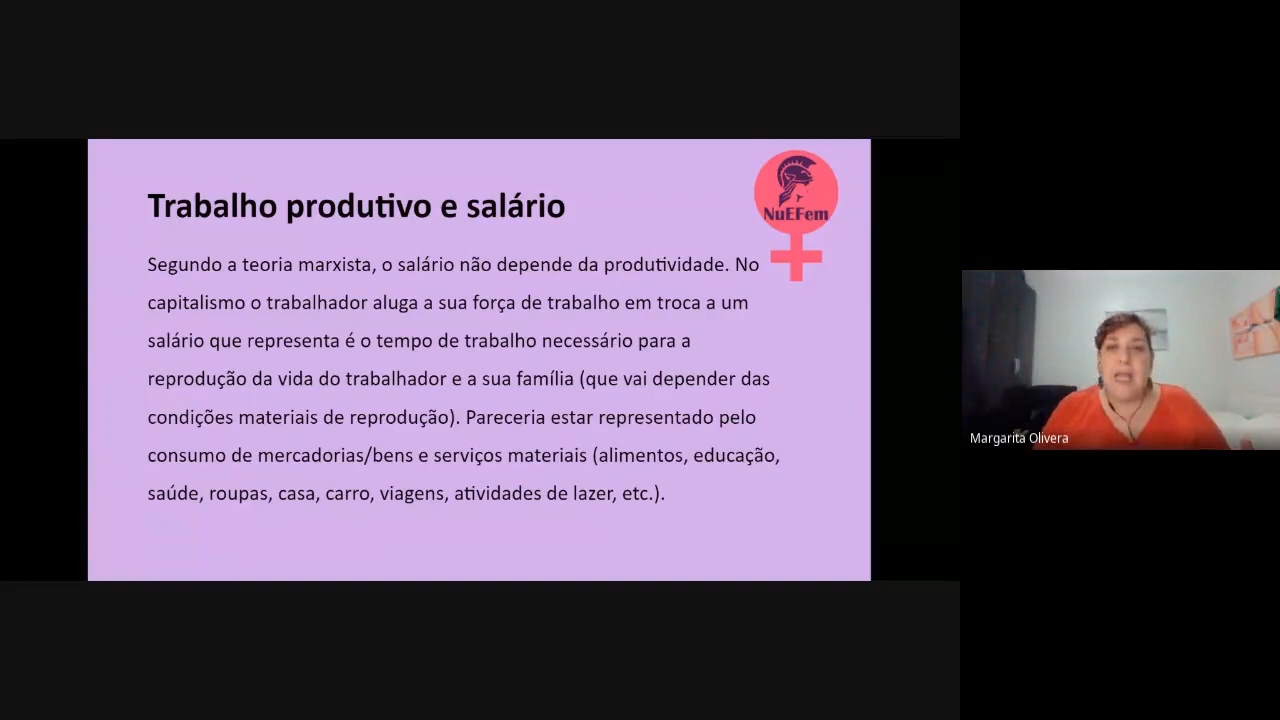 Trabalho produtivo e salário
NuEFem
Segundo a teoria marxista, o salário não depende da produtividade. No
capitalismo o trabalhador aluga a sua força de trabalho em troca a um
salário que representa é o tempo de trabalho necessário para a
reprodução da vida do trabalhador e a sua família (que vai depender das
condições materiais de reprodução). Pareceria estar representado pelo
consumo de mercadorias/bens e serviços materiais (alimentos, educação,
saúde, roupas, casa, carro, viagens, atividades de lazer, etc.).
Margarita Olivera